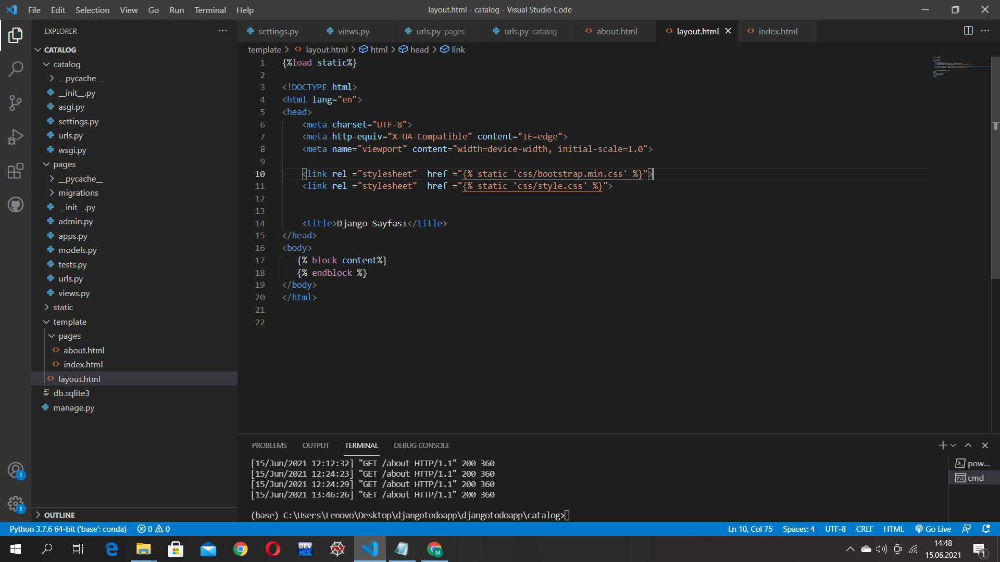 File Edit Selection View Go Run Terminal Help
layout.html - catalog - Visual Studio Code
EXPLORER
CATALOG
catalog
__pycache__
__init__.py
asgi.py
settings.py
urls.py
wsgi.py
pages
__pycache__
migrations
__init__.py
admin.py
apps.py
models.py
tests.py
urls.py
views.py
static
template
pages
about.html
index.html
layout.html
db.sqlite3
manage.py
OUTLINE
settings.py
views.py
urls.py pages
urls.py catalog
about.html
layout.html
index.html
template > layout.html > html > head > link
1 {%load static%}
2
3 <!DOCTYPE html>
4 <html lang="en">
5 <head>
6 <meta charset="UTF-8">
7 <meta http-equiv="X-UA-Compatible" content="IE=edge">
8 <meta name="viewport" content="width=device-width, initial-scale=1.0">
9
10 <link rel ="stylesheet"  href ="{% static 'css/bootstrap.min.css' %}">
11 <link rel ="stylesheet"  href ="{% static 'css/style.css' %}">
12
13
14 <title>Django Sayfası</title>
15 </head>
16 <body>
17 {% block content%}
18 {% endblock %}
19 </body>
20 </html>
21
22
PROBLEMS OUTPUT TERMINAL DEBUG CONSOLE
[15/Jun/2021 12:12:32] "GET /about HTTP/1.1" 200 360
[15/Jun/2021 12:24:23] "GET /about HTTP/1.1" 200 360
[15/Jun/2021 12:24:29] "GET /about HTTP/1.1" 200 360
[15/Jun/2021 13:46:26] "GET /about HTTP/1.1" 200 360
(base) C:\Users\Lenovo\Desktop\djangotodoapp\djangotodoapp\catalog>
pow...
cmd
1
1
Python 3.7.6 64-bit ('base': conda) 0 0
Ln 10, Col 75 Spaces: 4 UTF-8 CRLF HTML Go Live
DEV C++
M
14:48
15.06.2021
1